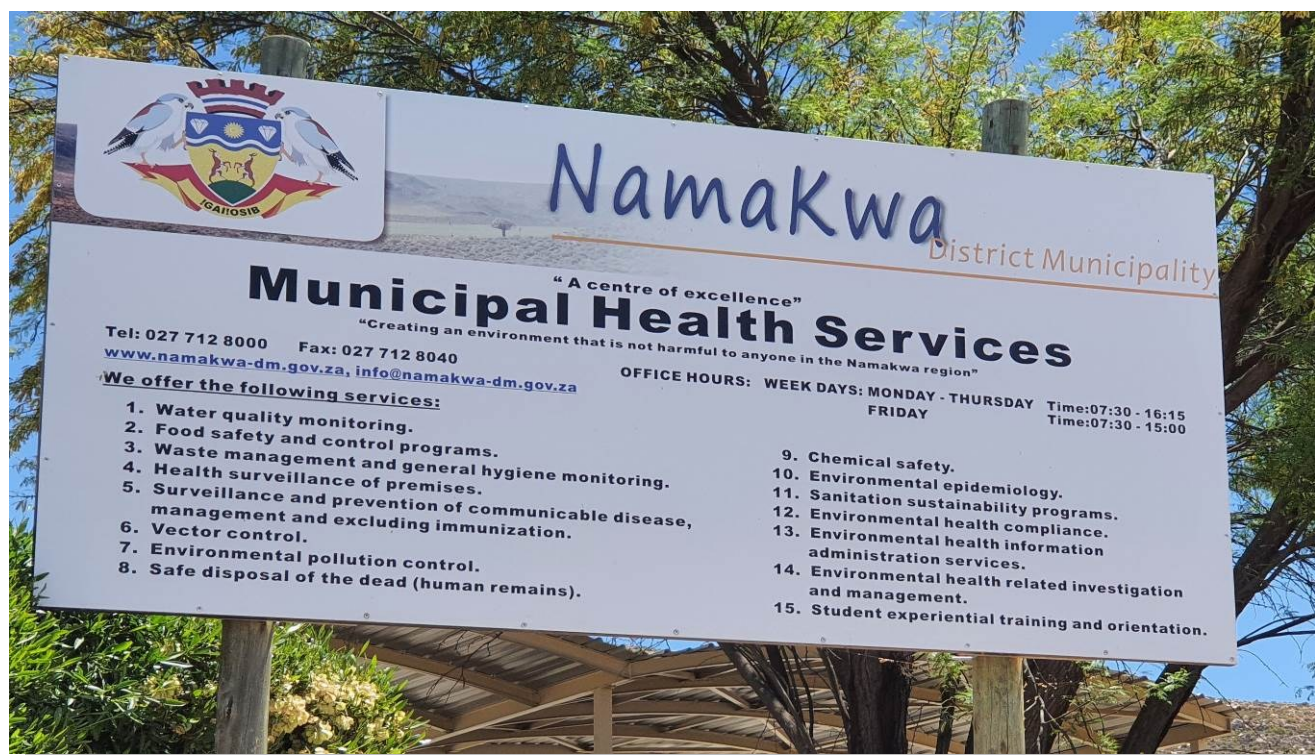 !GAI!OSIB
NamaKwa
District Municipality
“A centre of excellence”
Municipal Health Services
“Creating an environment that is not harmful to anyone in the Namakwa region”
Tel: 027 712 8000 Fax: 027 712 8040
www.namakwa-dm.gov.za, info@namakwa-dm.gov.za
OFFICE HOURS: WEEK DAYS: MONDAY - THURSDAY Time:07:30 - 16:15
FRIDAY Time:07:30 - 15:00
We offer the following services:
1. Water quality monitoring.
2. Food safety and control programs.
3. Waste management and general hygiene monitoring.
4. Health surveillance of premises.
5. Surveillance and prevention of communicable disease,
management and excluding immunization.
6. Vector control.
7. Environmental pollution control.
8. Safe disposal of the dead (human remains).
9. Chemical safety.
10. Environmental epidemiology.
11. Sanitation sustainability programs.
12. Environmental health compliance.
13. Environmental health information
administration services.
14. Environmental health related investigation
and management.
15. Student experiential training and orientation.